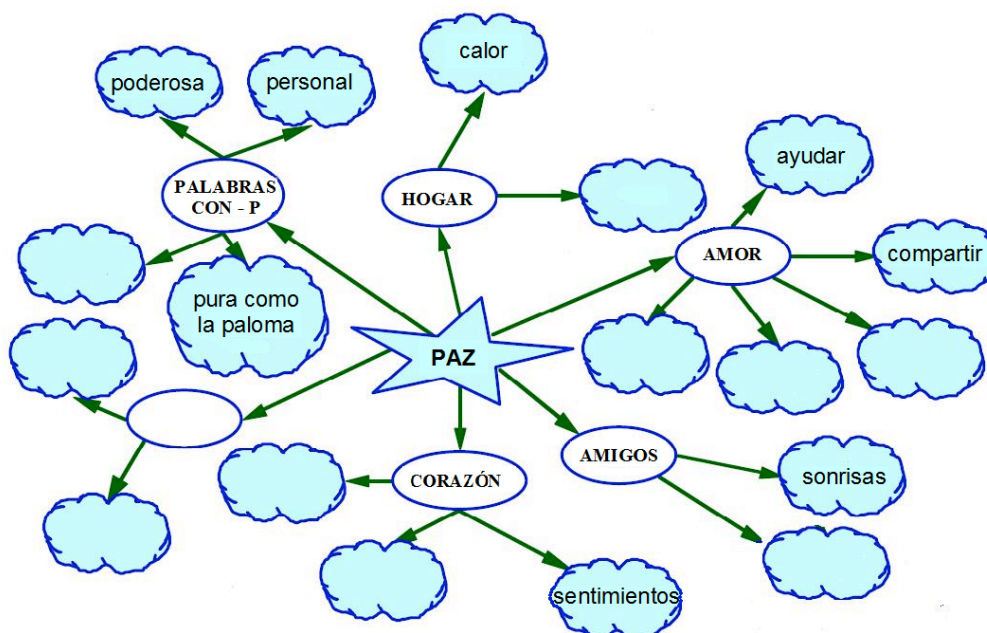 calor
poderosa
personal
ayudar
PALABRAS
CON - P
HOGAR
AMOR
compartir
pura como
la paloma
PAZ
AMIGOS
sonrisas
CORAZÓN
sentimientos